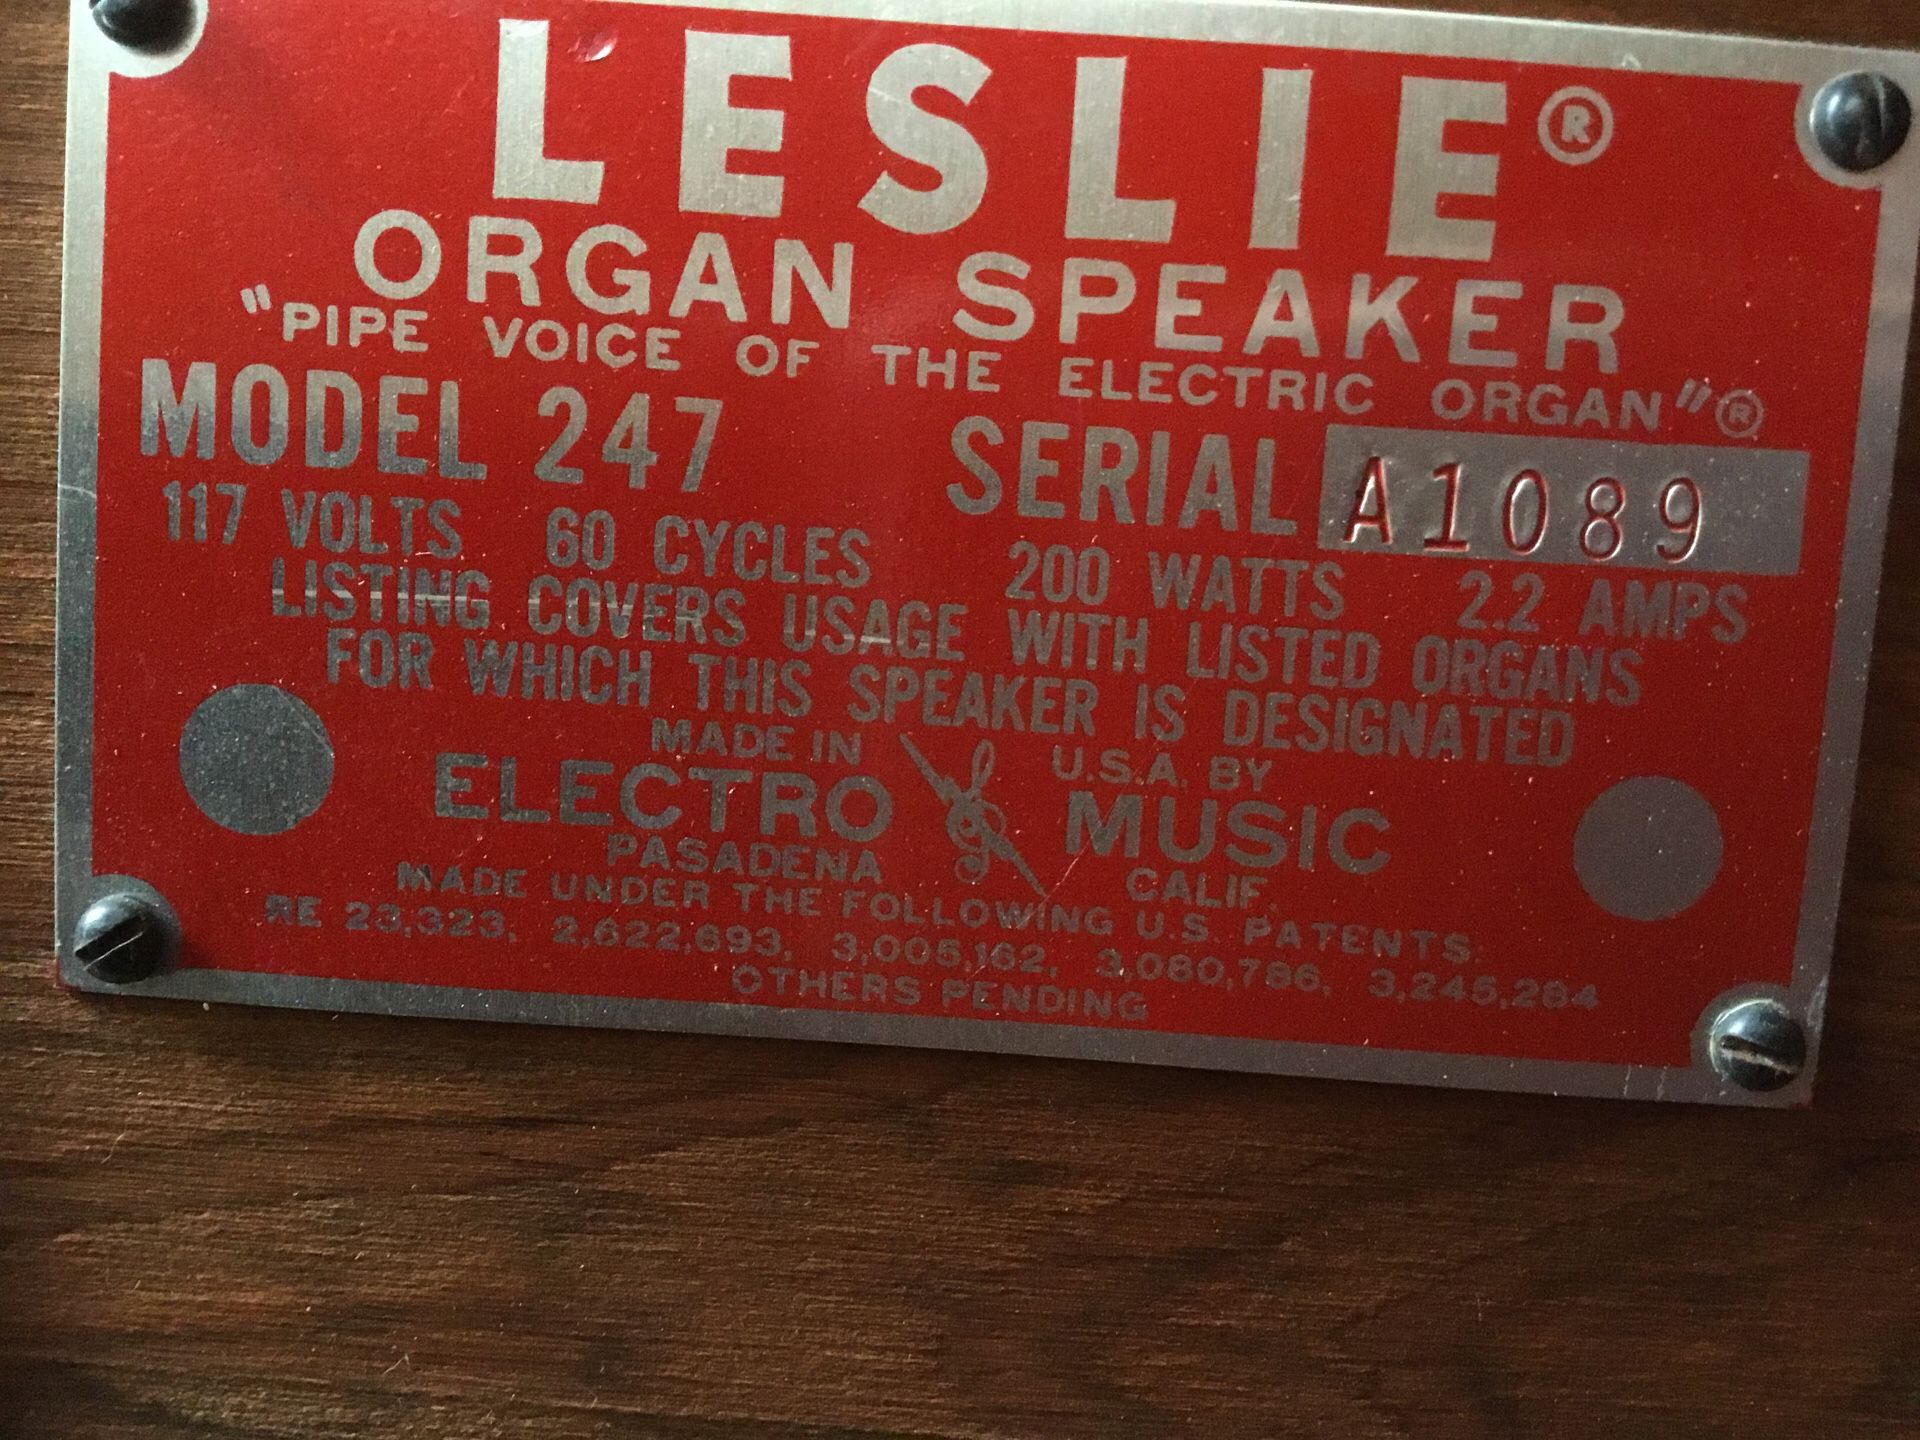 LESLIE®
ORGAN SPEAKER
"PIPE VOICE OF THE ELECTRIC ORGAN"®
MODEL 247 SERIAL A1089
117 VOLTS 60 CYCLES 200 WATTS 2.2 AMPS
LISTING COVERS USAGE WITH LISTED ORGANS
FOR WHICH THIS SPEAKER IS DESIGNATED
MADE IN U.S.A. BY
ELECTRO MUSIC
PASADENA CALIF.
MADE UNDER THE FOLLOWING U.S. PATENTS:
RE 23,323, 2,622,693, 3,005,162, 3,080,786, 3,245,284
OTHERS PENDING